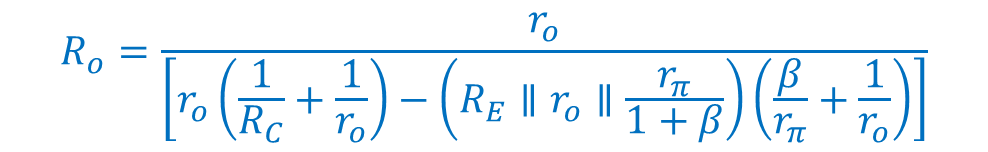 R_o = \frac{r_o}{\left[ r_o \left( \frac{1}{R_C} + \frac{1}{r_o} \right) - \left( R_E \parallel r_o \parallel \frac{r_\pi}{1 + \beta} \right) \left( \frac{\beta}{r_\pi} + \frac{1}{r_o} \right) \right]}